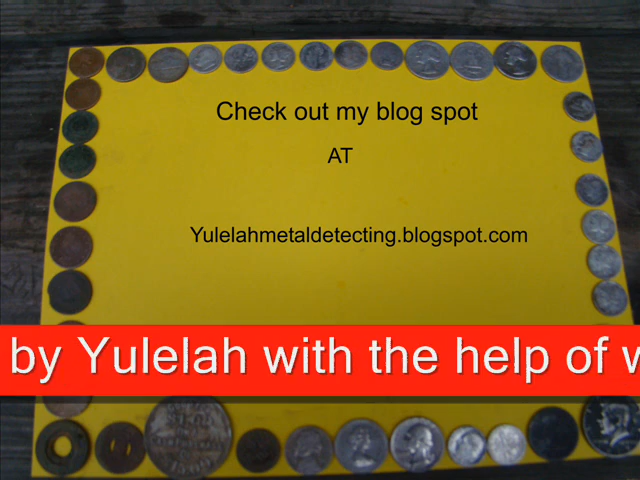 Check out my blog spot
AT
Yulelahmetaldetecting.blogspot.com
by Yulelah with the help of w